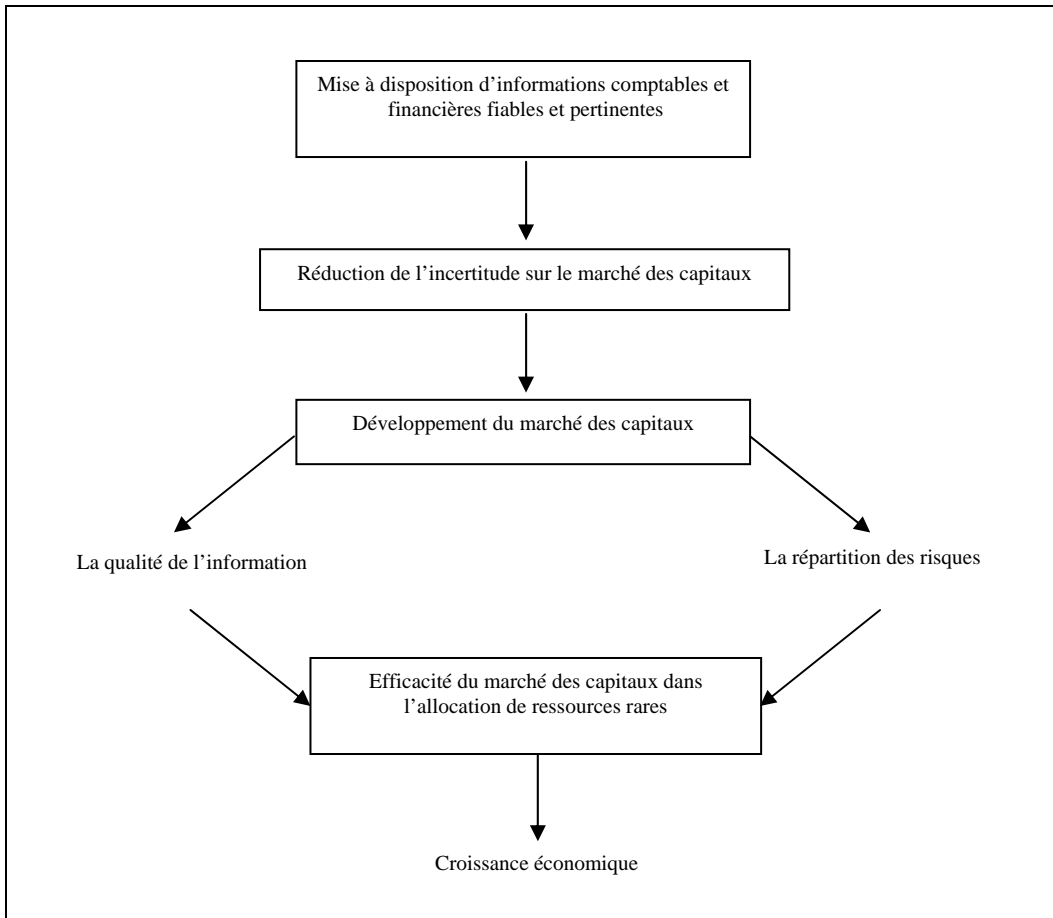 Mise à disposition d’informations comptables et
financières fiables et pertinentes
Réduction de l’incertitude sur le marché des capitaux
Développement du marché des capitaux
La qualité de l’information
La répartition des risques
Efficacité du marché des capitaux dans
l’allocation de ressources rares
Croissance économique